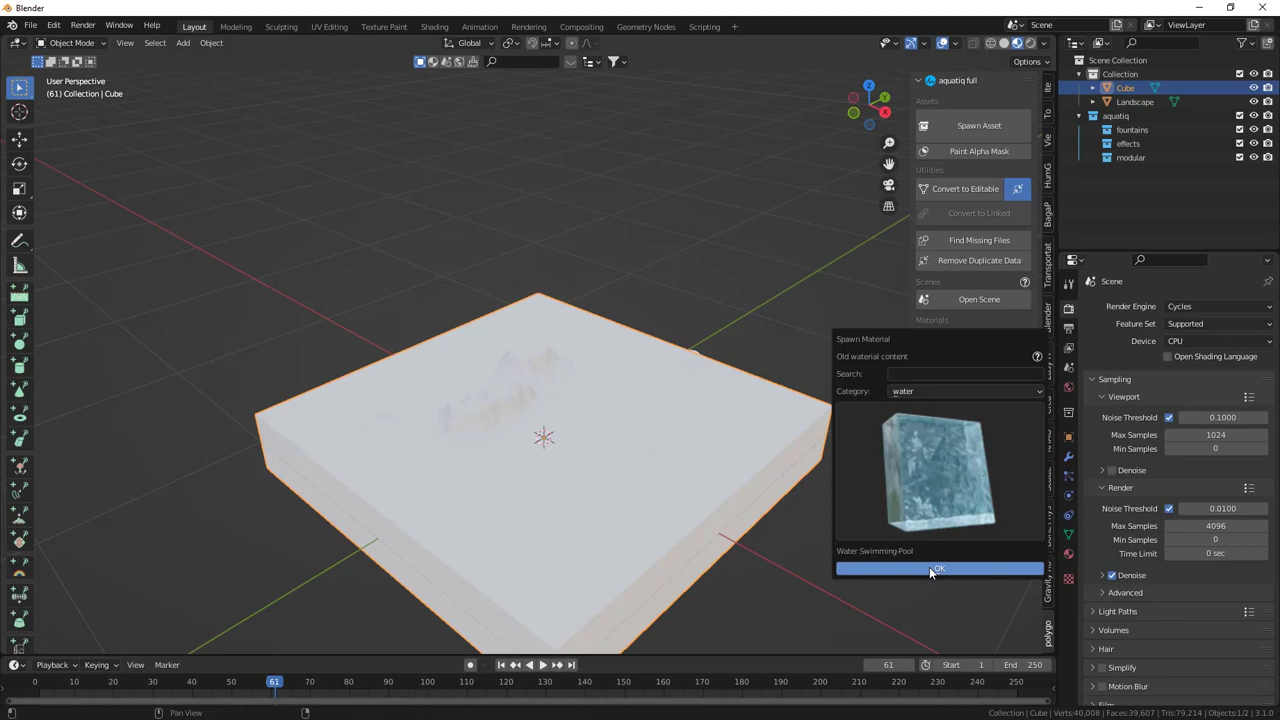 Blender
File Edit Render Window Help
Layout Modeling Sculpting UV Editing Texture Paint Shading Animation Rendering Compositing Geometry Nodes Scripting
Scene
ViewLayer
Object Mode View Select Add Object
Global
Options
User Perspective
(61) Collection | Cube
Z
Y
X
aquatiq full
Assets
Spawn Asset
Paint Alpha Mask
Utilities
Convert to Editable
Convert to Linked
Find Missing Files
Remove Duplicate Data
Scenes
Open Scene
Materials
Ite
To
Vie
HumG
BagaP
Transportat
polygo
Spawn Material
Old material content
Search:
Category: water
Water Swimming-Pool
OK
Scene Collection
Collection
Cube
Landscape
aquatiq
fountains
effects
modular
Scene
Render Engine Cycles
Feature Set Supported
Device CPU
Open Shading Language
Sampling
Viewport
Noise Threshold 0.1000
Max Samples 1024
Min Samples 0
Denoise
Render
Noise Threshold 0.0100
Max Samples 4096
Min Samples 0
Time Limit 0 sec
Denoise
Advanced
Light Paths
Volumes
Hair
Simplify
Motion Blur
Playback Keying View Marker
61 Start 1 End 250
0 10 20 30 40 50 61 70 80 90 100 110 120 130 140 150 160 170 180 190 200 210 220 230 240 250
Pan View
Collection | Cube | Verts:40,008 | Faces:39,607 | Tris:79,214 | Objects:1/2 | 3.1.0